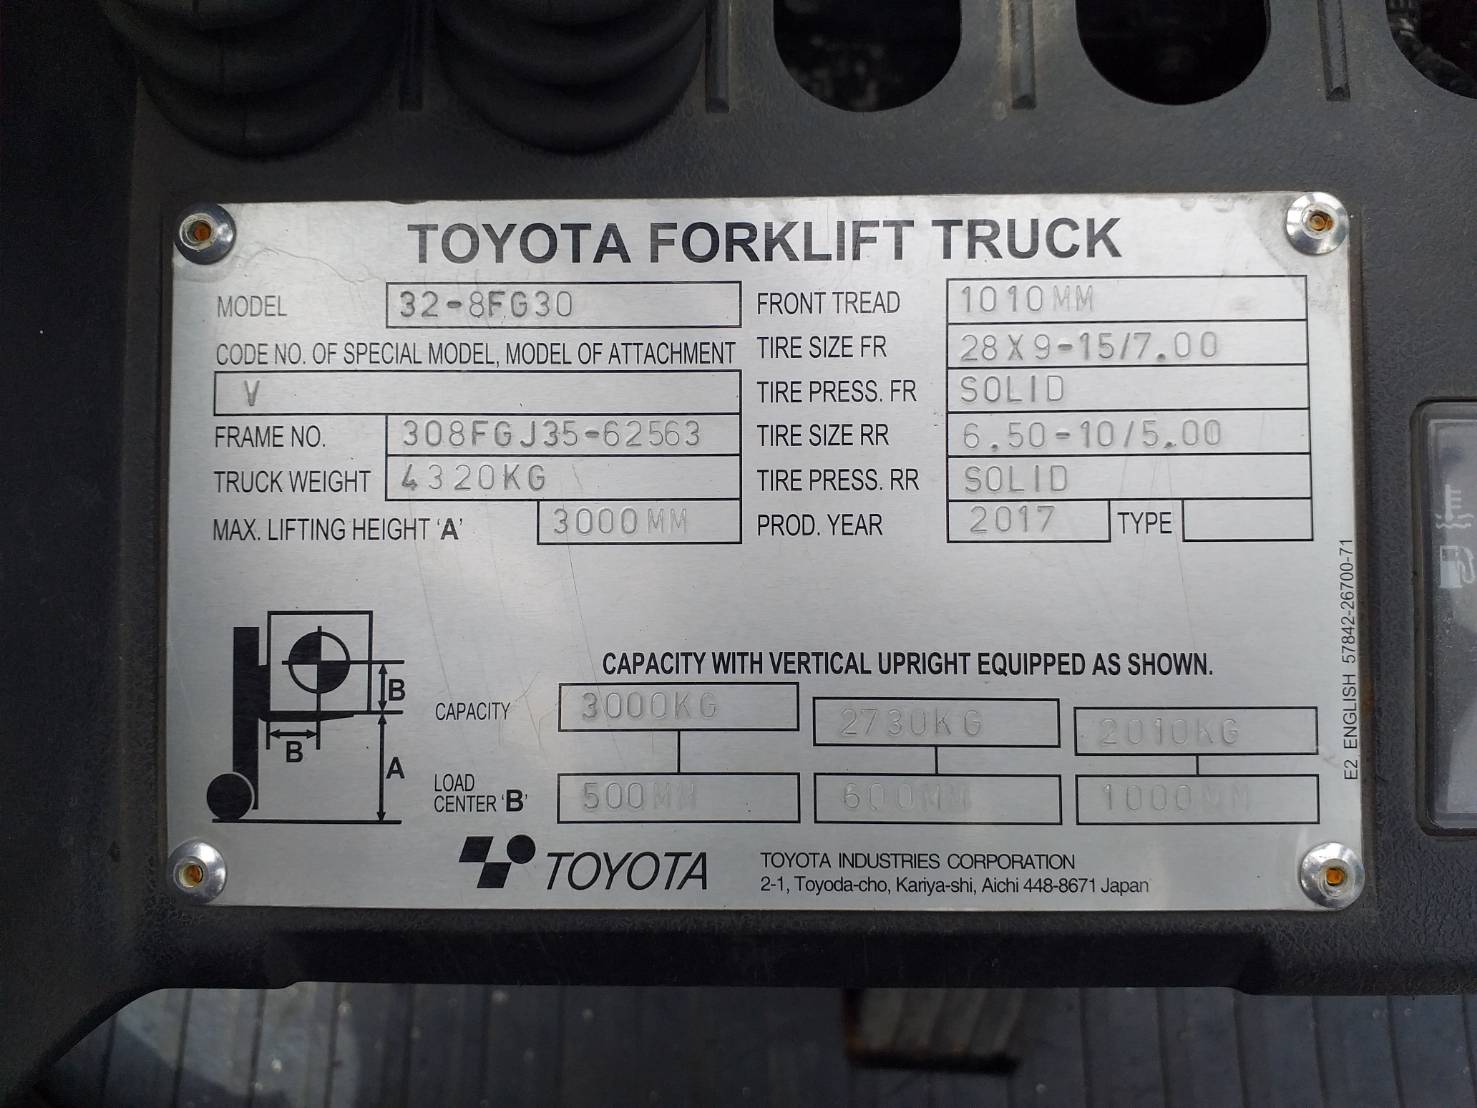 TOYOTA FORKLIFT TRUCK
MODEL 32-8FG30
CODE NO. OF SPECIAL MODEL, MODEL OF ATTACHMENT
V
FRAME NO. 308FGJ35-62563
TRUCK WEIGHT 4320KG
MAX. LIFTING HEIGHT 'A' 3000MM
FRONT TREAD 1010MM
TIRE SIZE FR 28X9-15/7.00
TIRE PRESS. FR SOLID
TIRE SIZE RR 6.50-10/5.00
TIRE PRESS. RR SOLID
PROD. YEAR 2017 TYPE
CAPACITY WITH VERTICAL UPRIGHT EQUIPPED AS SHOWN.
CAPACITY 3000KG 2730KG 2010KG
LOAD
CENTER 'B' 500MM 600MM 1000MM
B
B
A
TOYOTA
TOYOTA INDUSTRIES CORPORATION
2-1, Toyoda-cho, Kariya-shi, Aichi 448-8671 Japan
E2 ENGLISH 57842-26700-71